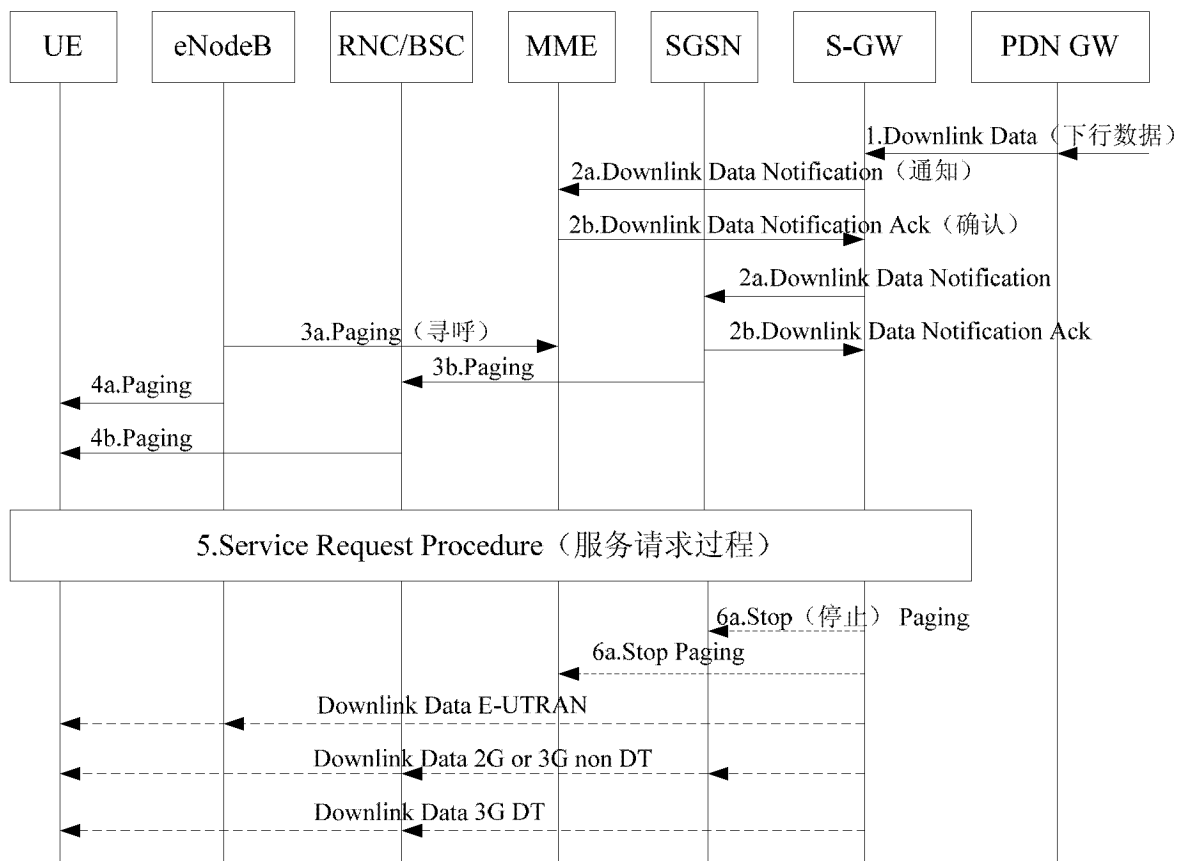 UE
eNodeB
RNC/BSC
MME
SGSN
S-GW
PDN GW
1.Downlink Data（下行数据）
2a.Downlink Data Notification（通知）
2b.Downlink Data Notification Ack（确认）
2a.Downlink Data Notification
3a.Paging（寻呼）
2b.Downlink Data Notification Ack
3b.Paging
4a.Paging
4b.Paging
5.Service Request Procedure（服务请求过程）
6a.Stop（停止） Paging
6a.Stop Paging
Downlink Data E-UTRAN
Downlink Data 2G or 3G non DT
Downlink Data 3G DT